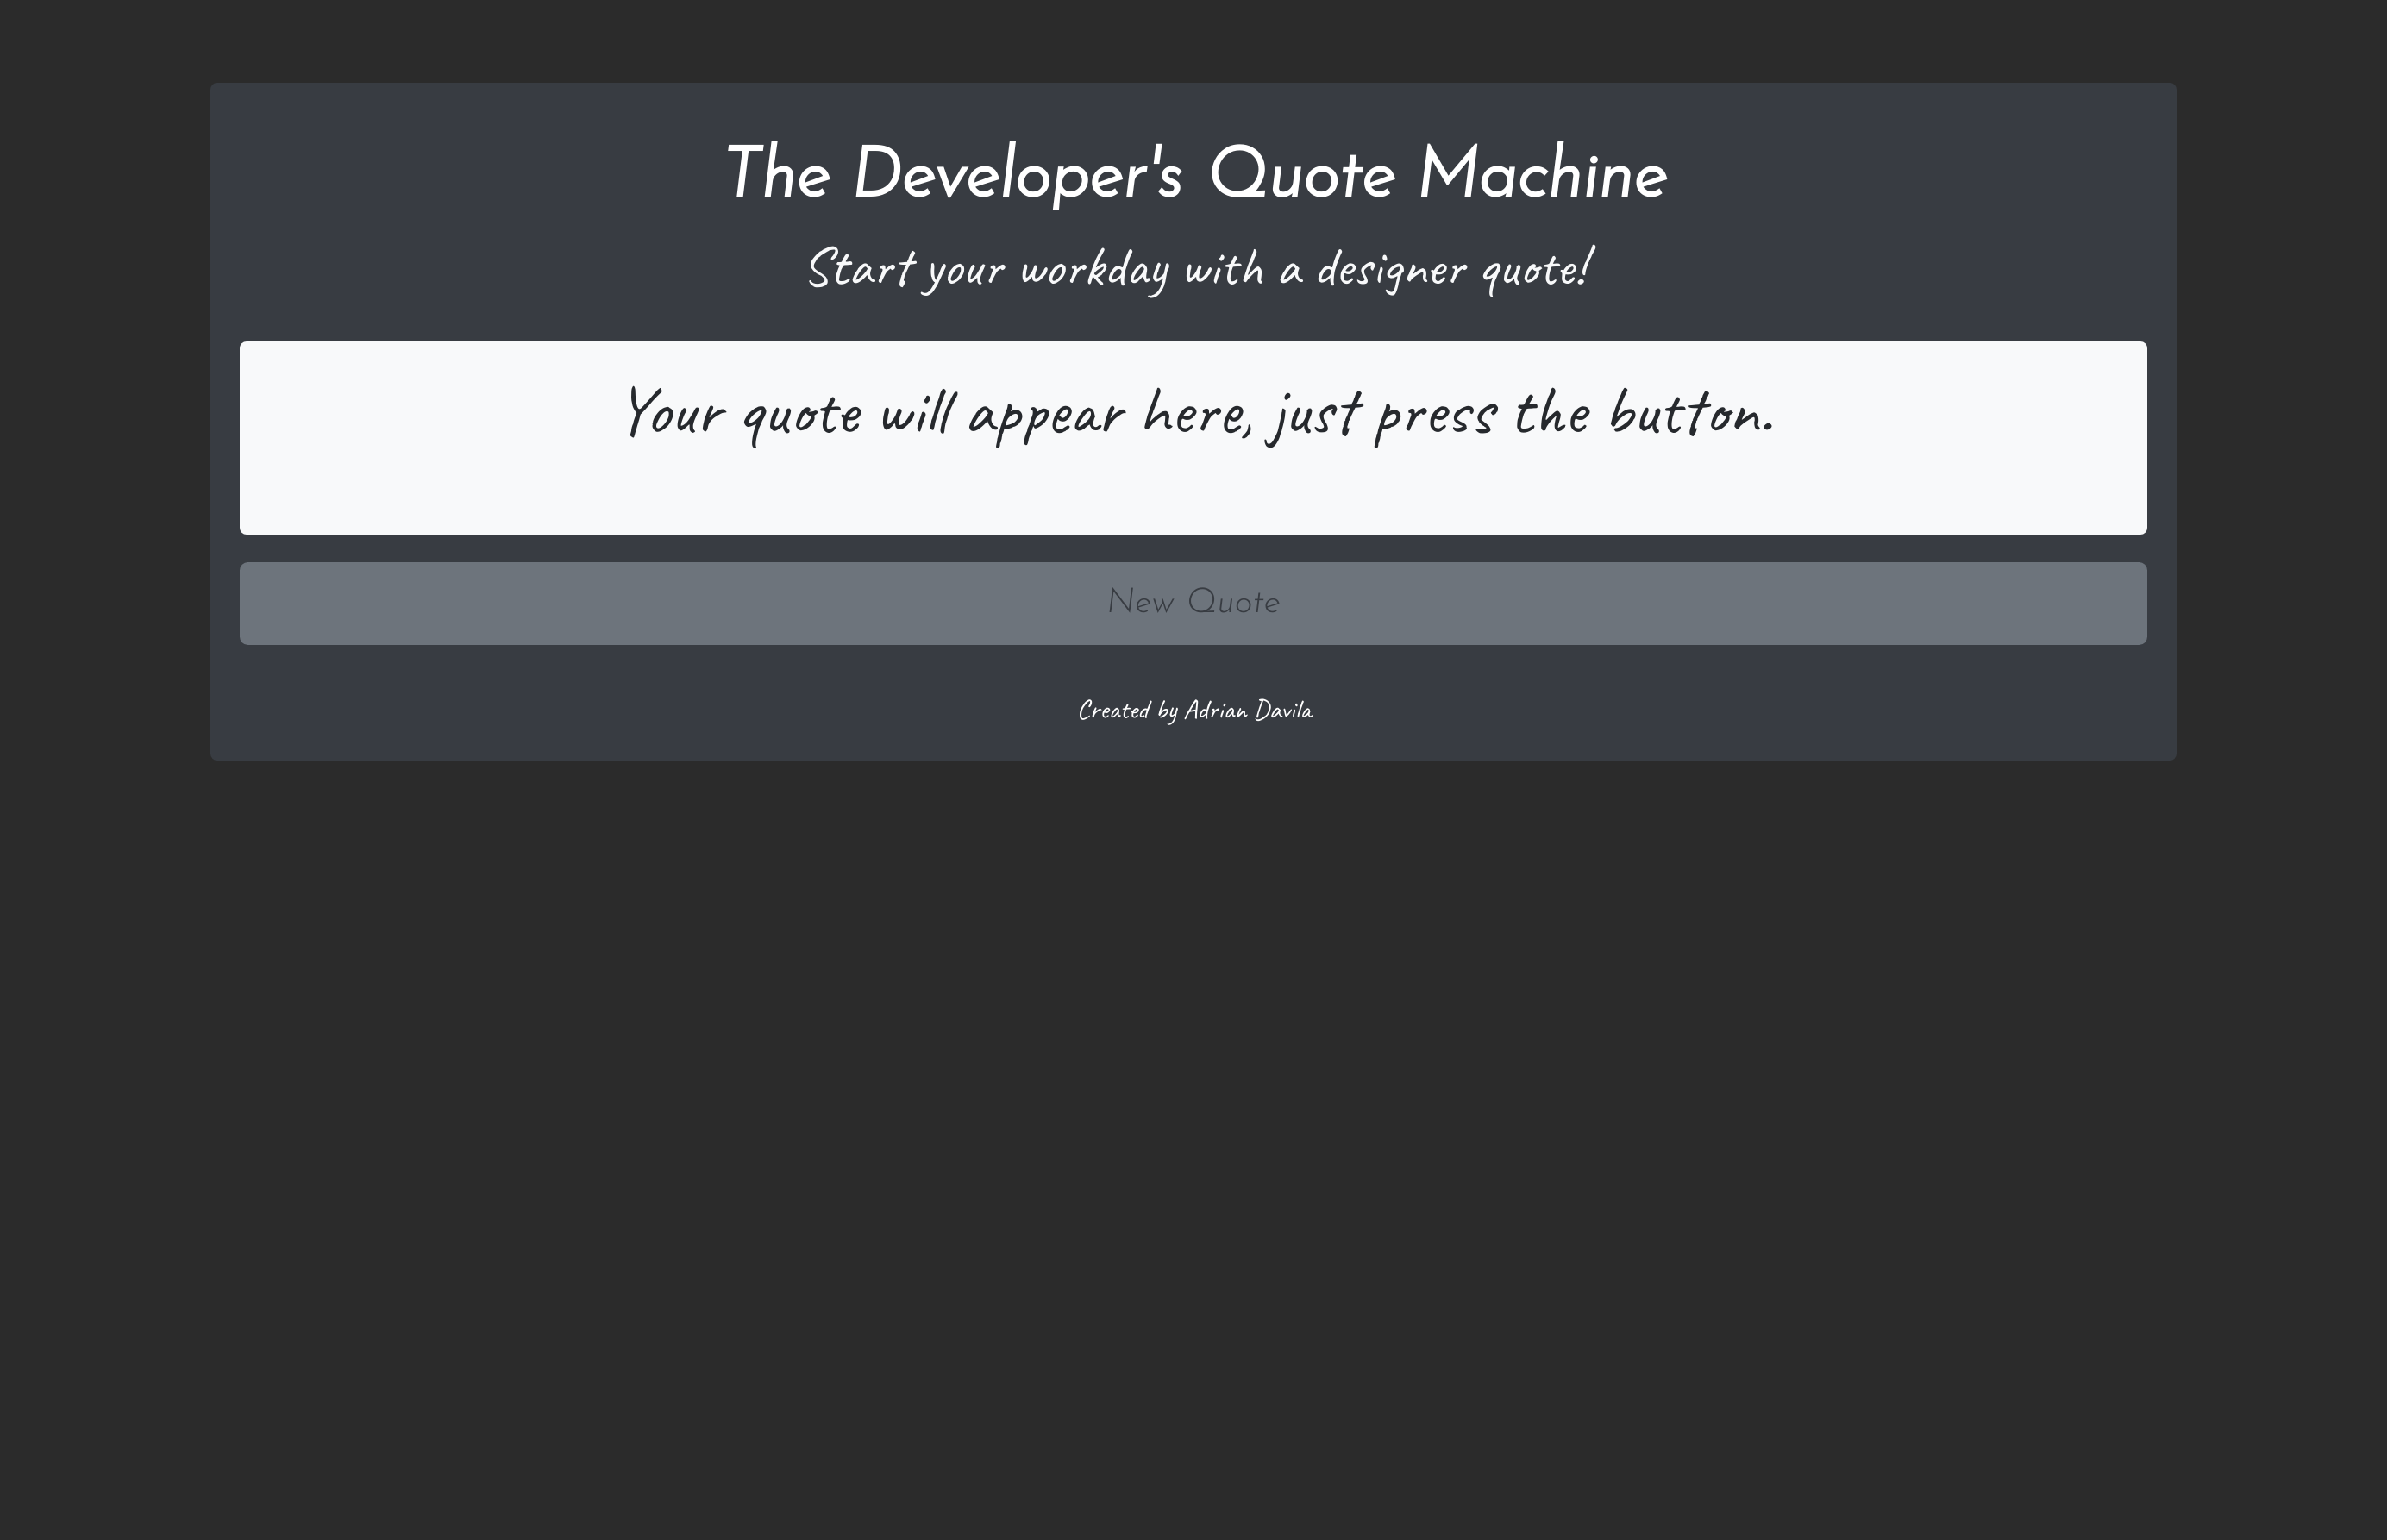 The Developer's Quote Machine
Start your workday with a designer quote!
Your quote will appear here, just press the button.
New Quote
Created by Adrian Davila